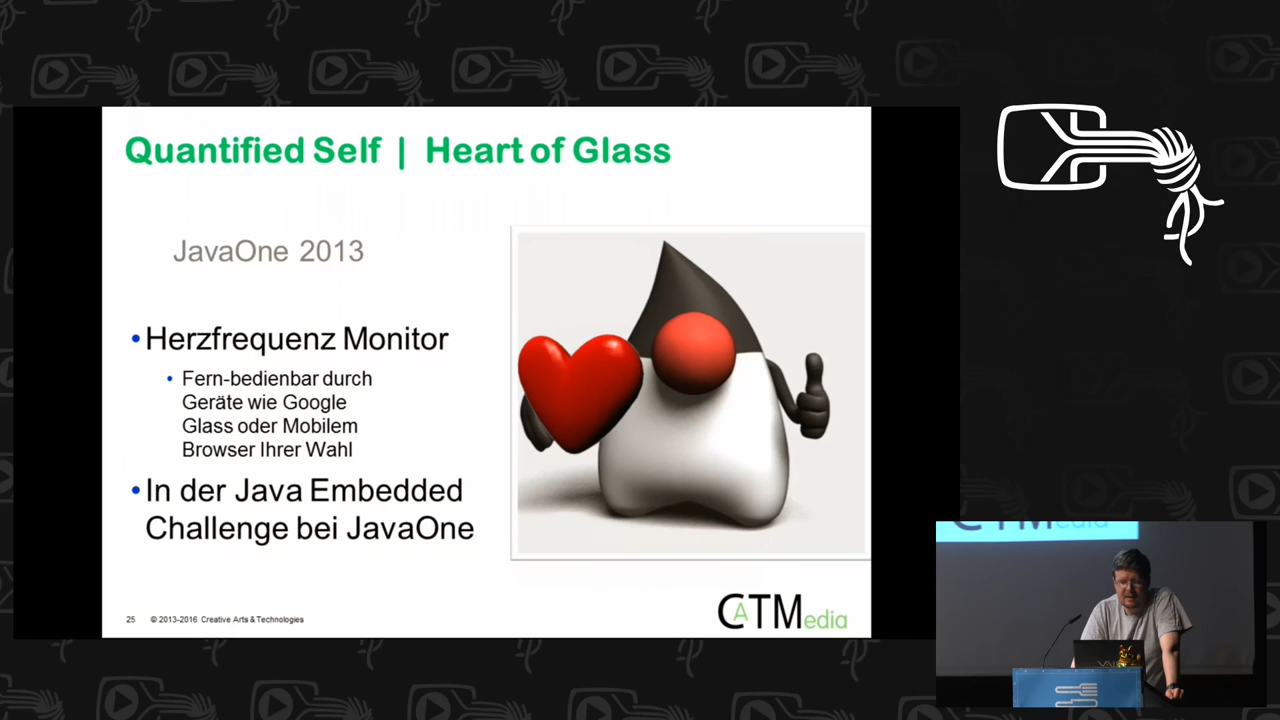 Quantified Self | Heart of Glass
JavaOne 2013
•Herzfrequenz Monitor
• Fern-bedienbar durch
Geräte wie Google
Glass oder Mobilem
Browser Ihrer Wahl
•In der Java Embedded
Challenge bei JavaOne
25 © 2013-2016 Creative Arts & Technologies
CATMedia
CATMedia